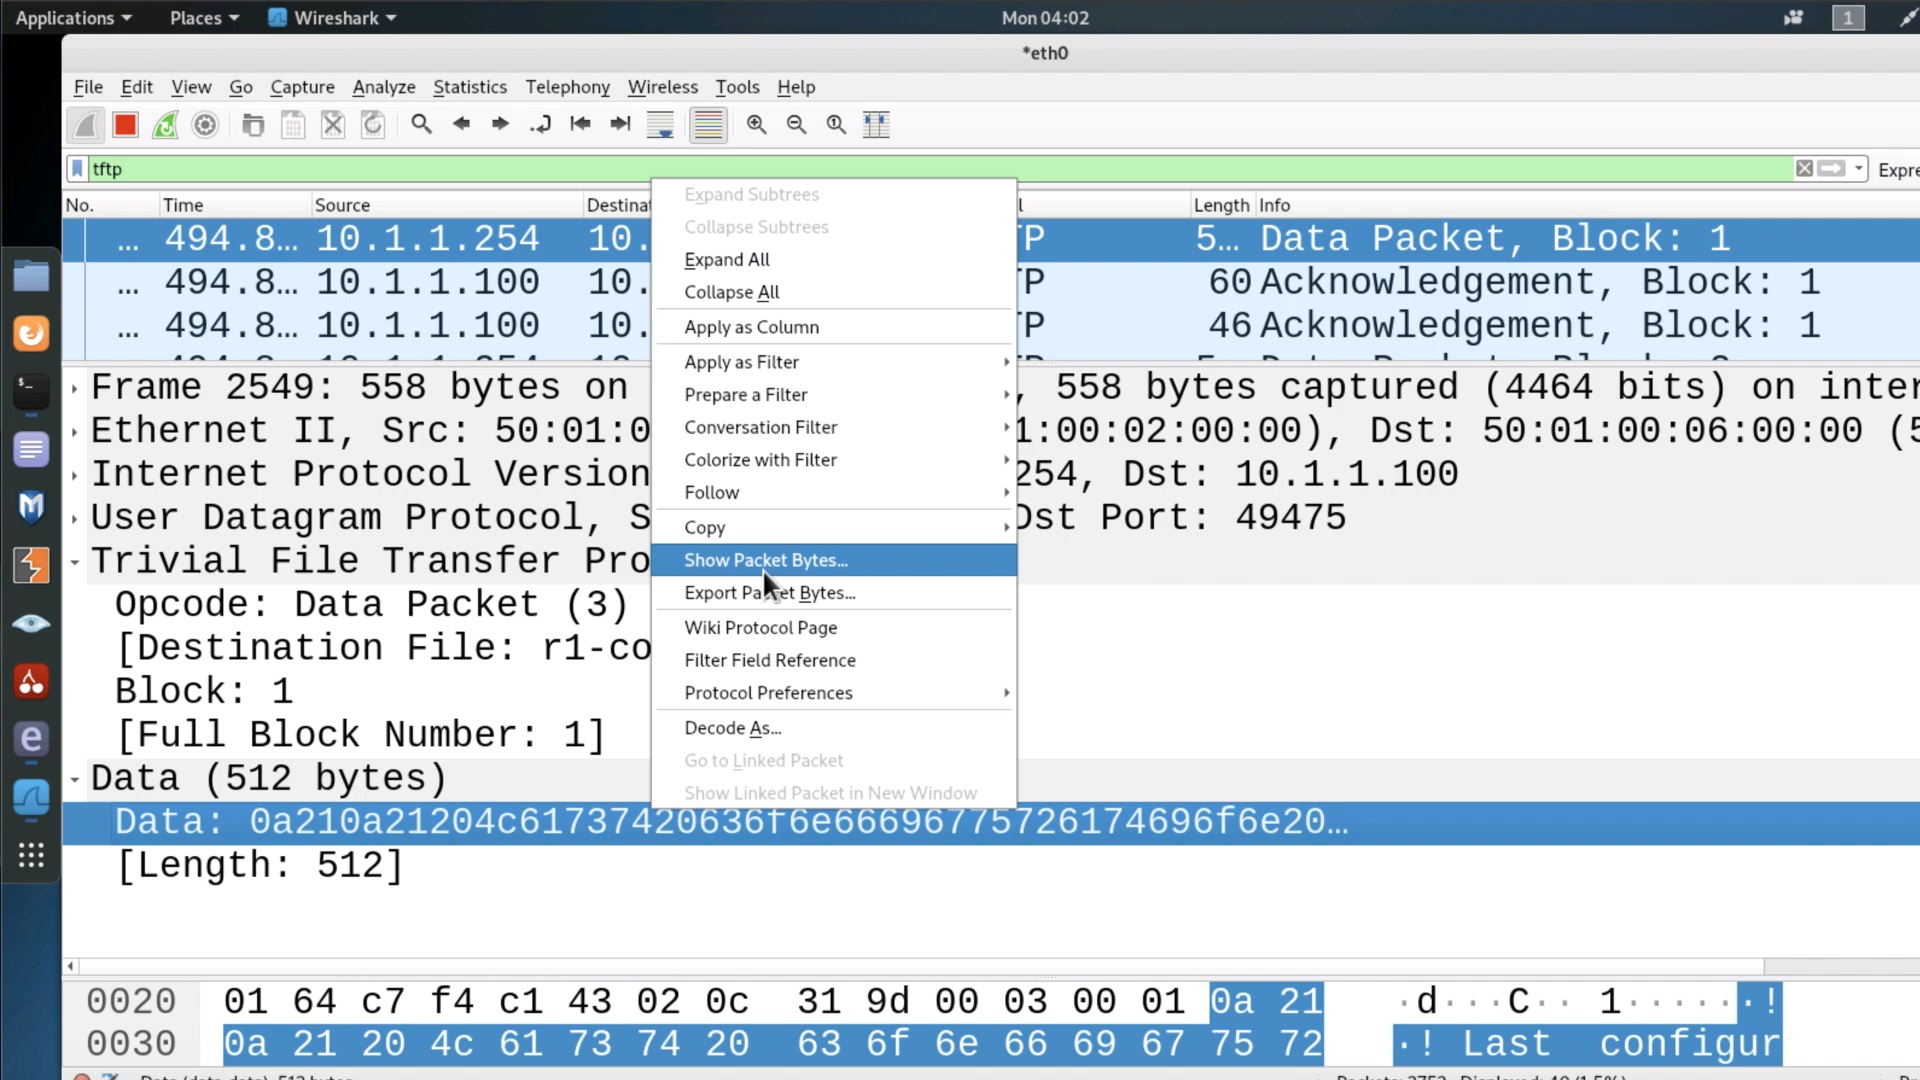 Applications Places Wireshark Mon 04:02 1
*eth0
File Edit View Go Capture Analyze Statistics Telephony Wireless Tools Help
tftp Expre
No. Time Source Destinat l Length Info
... 494.8... 10.1.1.254 10. TP 5... Data Packet, Block: 1
... 494.8... 10.1.1.100 10. TP 60 Acknowledgement, Block: 1
... 494.8... 10.1.1.100 10. TP 46 Acknowledgement, Block: 1
Expand Subtrees
Collapse Subtrees
Expand All
Collapse All
Apply as Column
Apply as Filter
Prepare a Filter
Conversation Filter
Colorize with Filter
Follow
Copy
Show Packet Bytes...
Export Packet Bytes...
Wiki Protocol Page
Filter Field Reference
Protocol Preferences
Decode As...
Go to Linked Packet
Show Linked Packet in New Window
Frame 2549: 558 bytes on , 558 bytes captured (4464 bits) on inter
Ethernet II, Src: 50:01:0 1:00:02:00:00), Dst: 50:01:00:06:00:00 (5
Internet Protocol Version 254, Dst: 10.1.1.100
User Datagram Protocol, S Dst Port: 49475
Trivial File Transfer Pro
Opcode: Data Packet (3)
[Destination File: r1-co
Block: 1
[Full Block Number: 1]
Data (512 bytes)
Data: 0a210a21204c61737420636f6e66696775726174696f6e20...
[Length: 512]
0020 01 64 c7 f4 c1 43 02 0c 31 9d 00 03 00 01 0a 21 ·d···C·· 1······!
0030 0a 21 20 4c 61 73 74 20 63 6f 6e 66 69 67 75 72 ·! Last configur